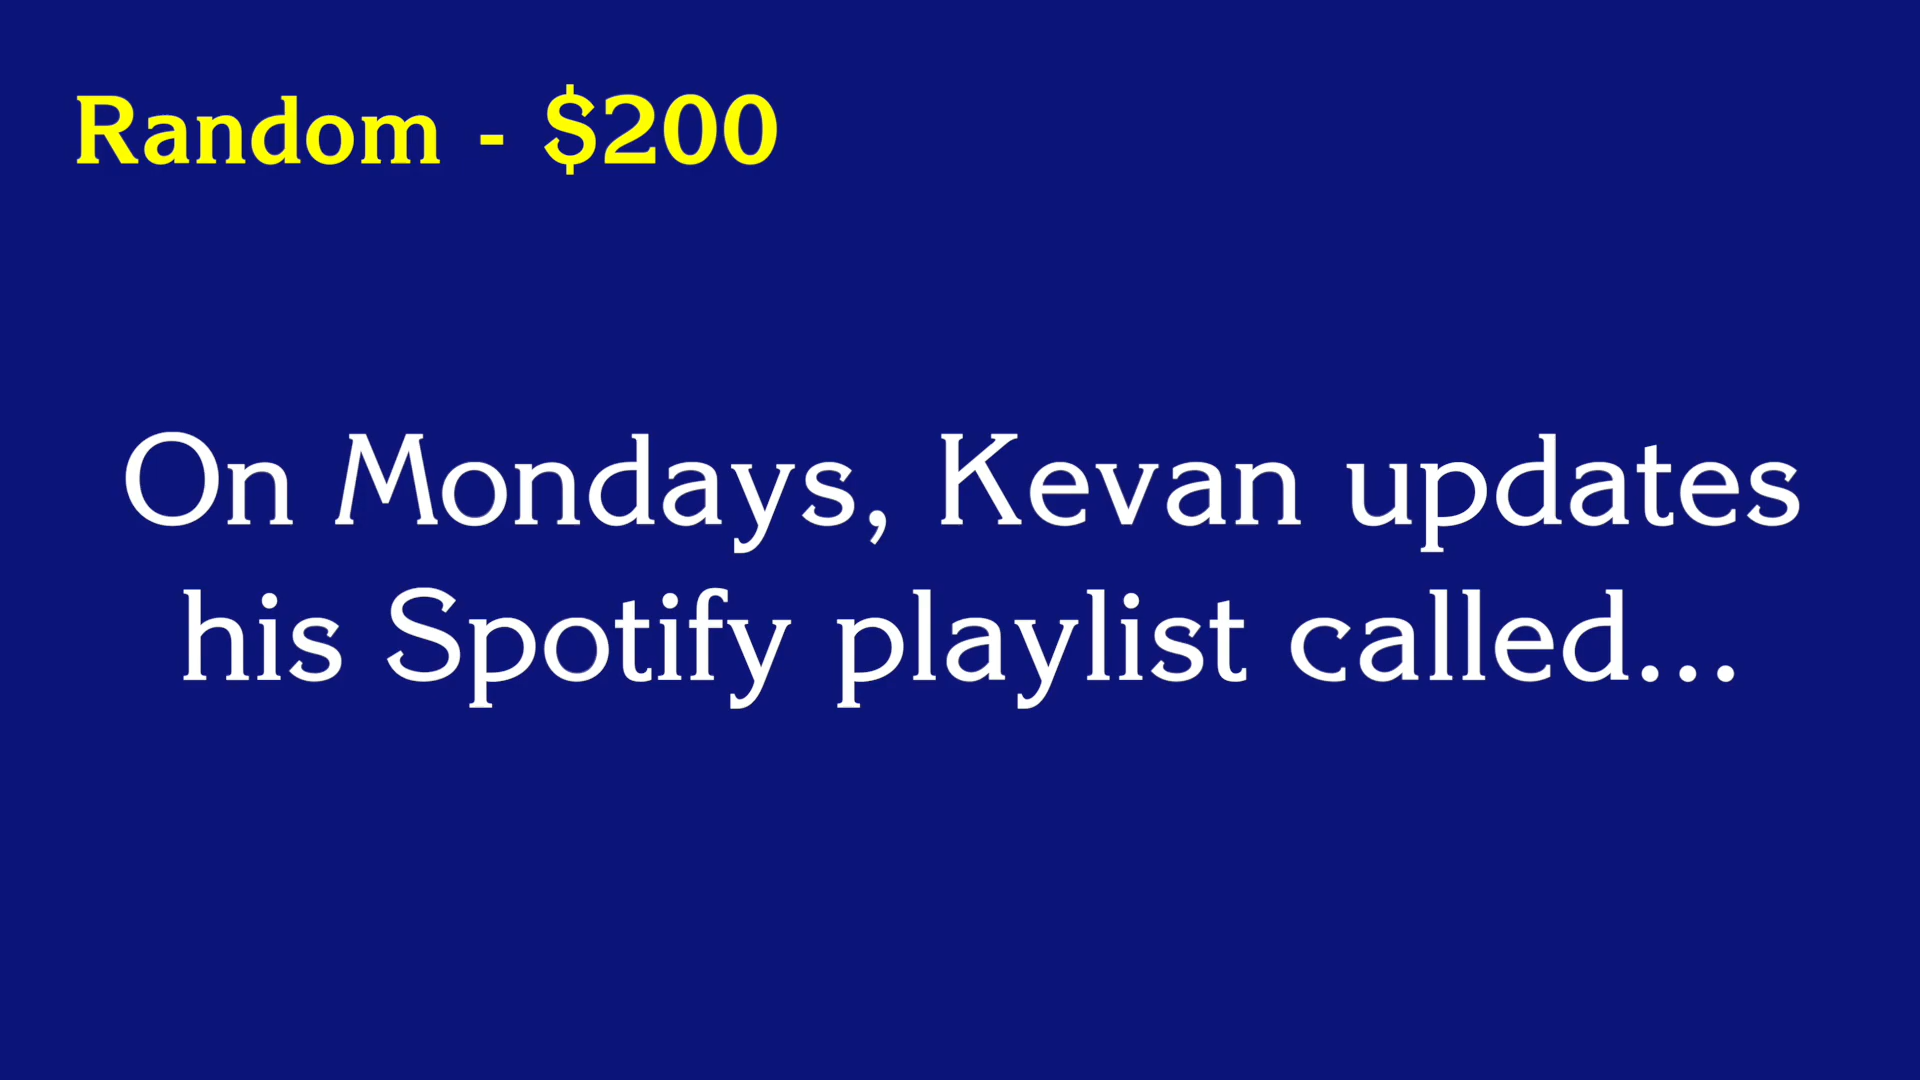 Random - $200
On Mondays, Kevan updates
his Spotify playlist called...